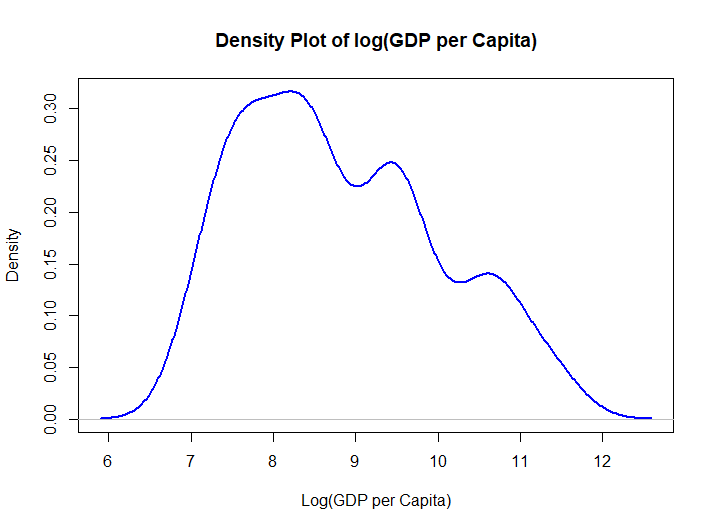 Density Plot of log(GDP per Capita)
Density
0.30
0.25
0.20
0.15
0.10
0.05
0.00
6 7 8 9 10 11 12
Log(GDP per Capita)